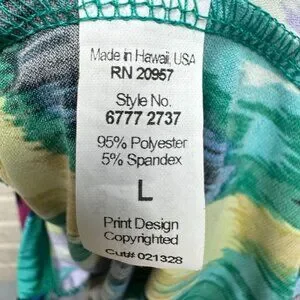 Made in Hawaii, USA
RN 20957
Style No.
6777 2737
95% Polyester
5% Spandex
L
Print Design
Copyrighted
Cut# 021328